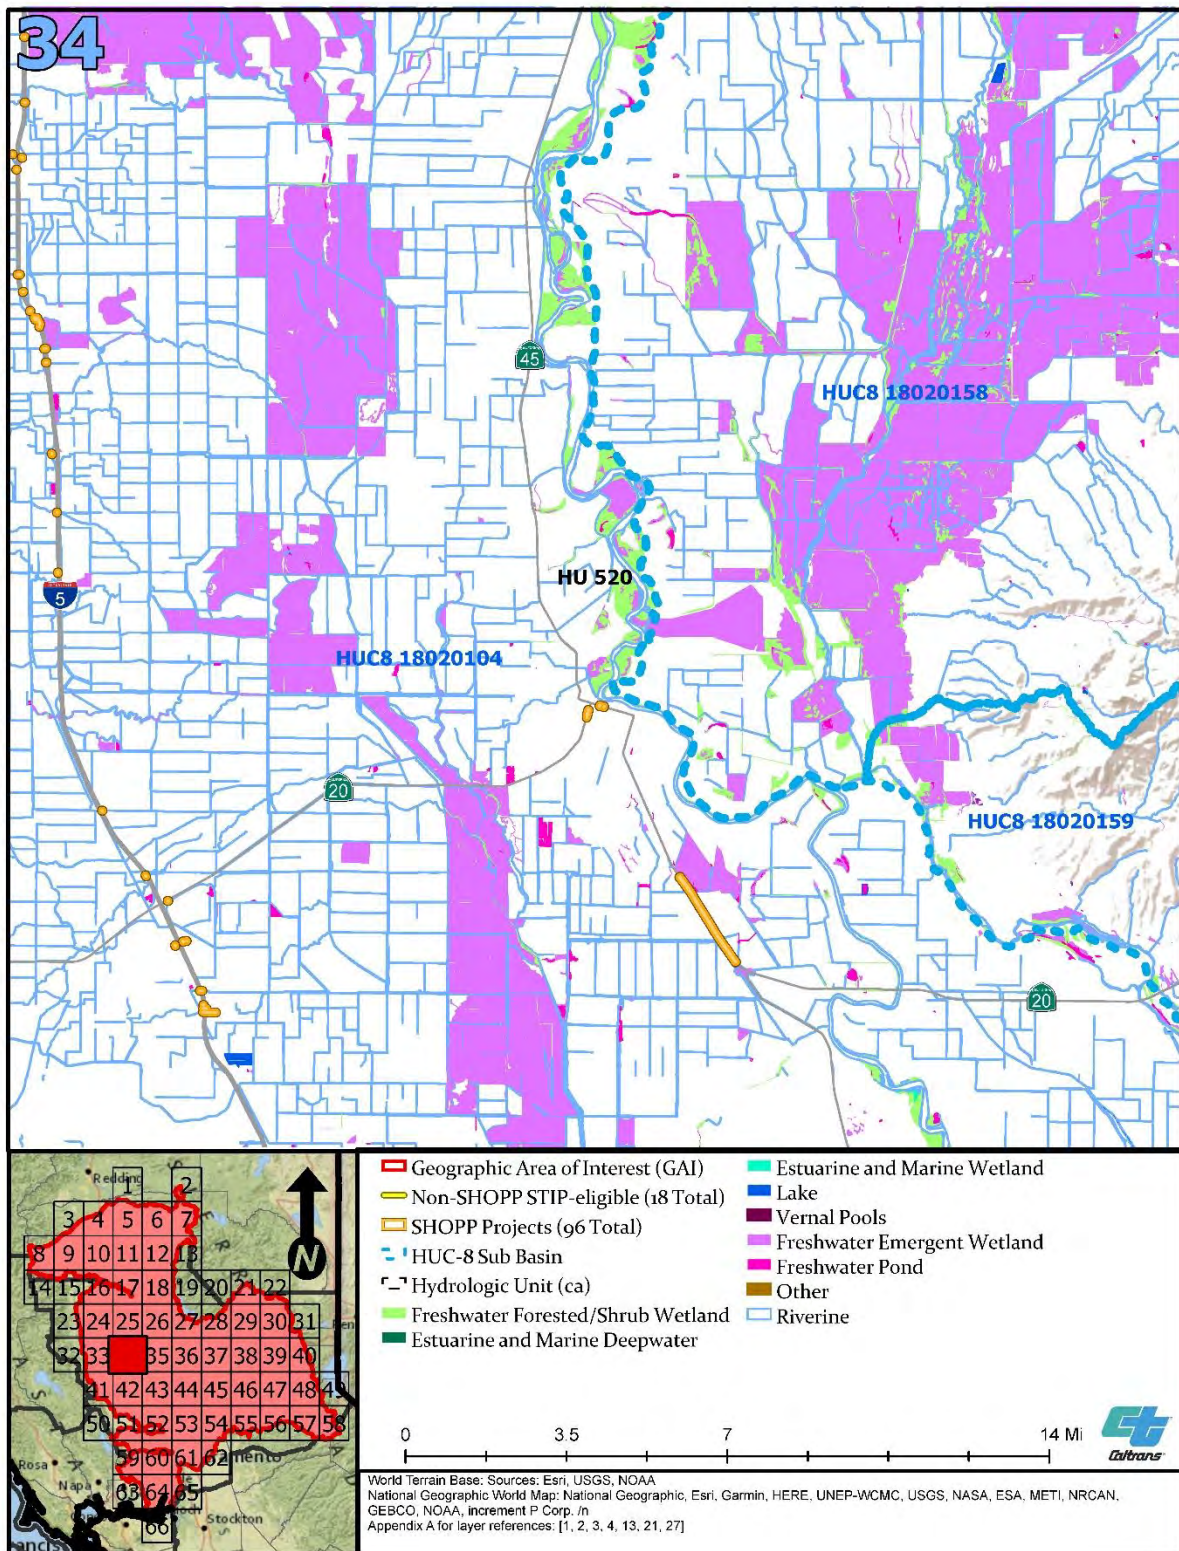 34
45
HUC8 18020158
HU 520
5
HUC8 18020104
20
HUC8 18020159
20
Redding
1 2
3 4 5 6 7
8 9 10 11 12 13
14 15 16 17 18 19 20 21 22
23 24 25 26 27 28 29 30 31
32 33 35 36 37 38 39 40
41 42 43 44 45 46 47 48 49
50 51 52 53 54 55 56 57 58
59 60 61 62
Rosa
Napa
63 64 65
66
Stockton
N
Geographic Area of Interest (GAI)
Non-SHOPP STIP-eligible (18 Total)
SHOPP Projects (96 Total)
HUC-8 Sub Basin
Hydrologic Unit (ca)
Freshwater Forested/Shrub Wetland
Estuarine and Marine Deepwater
Estuarine and Marine Wetland
Lake
Vernal Pools
Freshwater Emergent Wetland
Freshwater Pond
Other
Riverine
0 3.5 7 14 Mi
ct
Caltrans
World Terrain Base: Sources: Esri, USGS, NOAA
National Geographic World Map: National Geographic, Esri, Garmin, HERE, UNEP-WCMC, USGS, NASA, ESA, METI, NRCAN,
GEBCO, NOAA, increment P Corp. /n
Appendix A for layer references: [1, 2, 3, 4, 13, 21, 27]